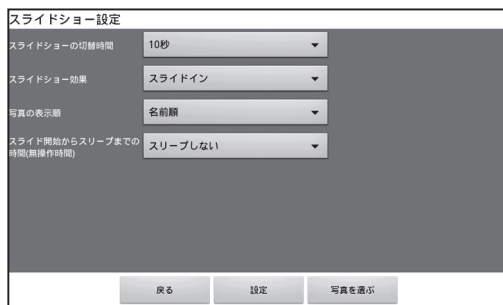 スライドショー設定
スライドショーの切替時間
10秒
スライドショー効果
スライドイン
写真の表示順
名前順
スライド開始からスリープまでの
時間(無操作時間)
スリープしない
戻る
設定
写真を選ぶ